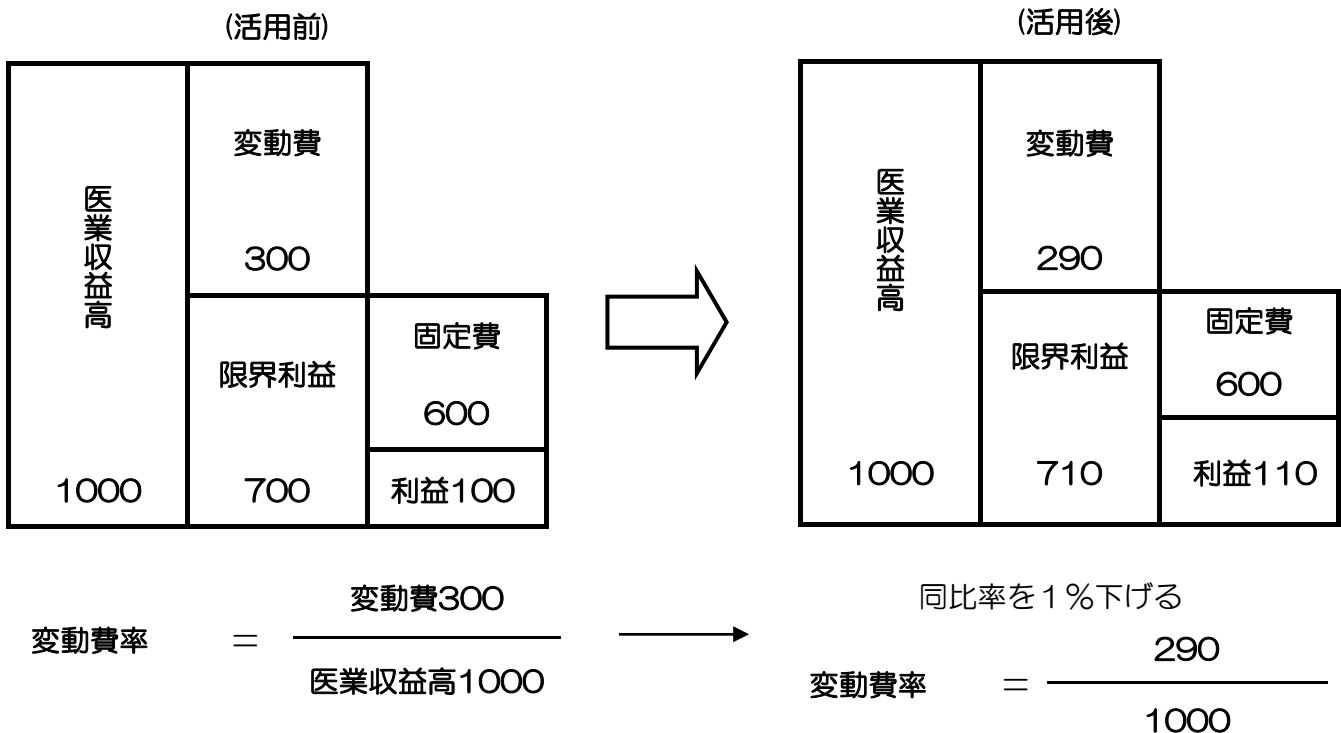 (活用前)
変動費
300
医業収益高
1000
限界利益
700
固定費
600
利益100
変動費率 = 変動費300
医業収益高1000
(活用後)
変動費
290
医業収益高
1000
限界利益
710
固定費
600
利益110
同比率を1%下げる
変動費率 = 290
1000